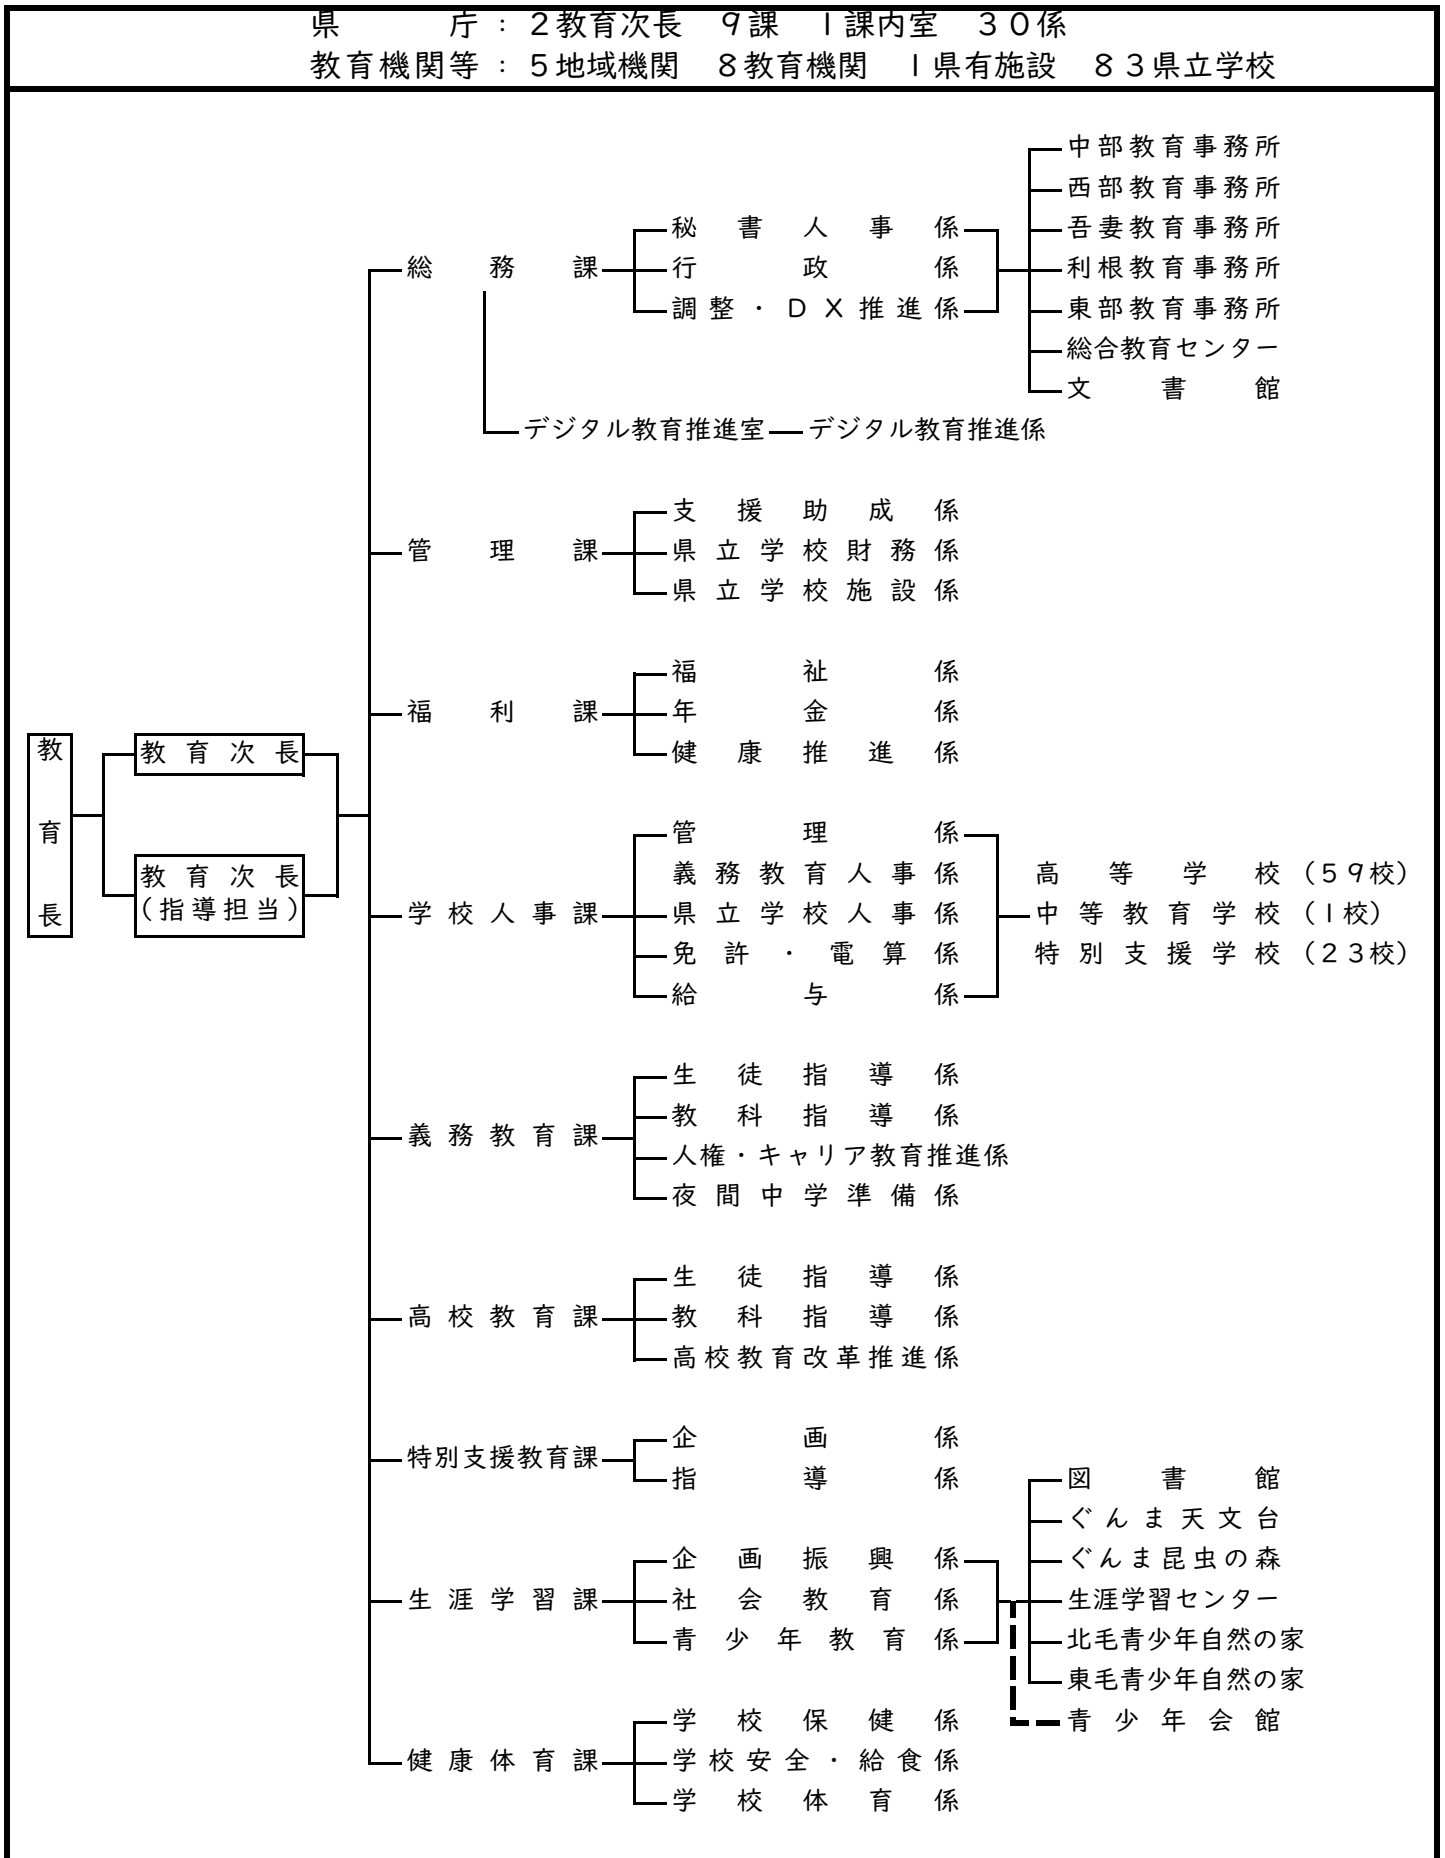 県庁：２教育次長　９課　１課内室　３０係
教育機関等：５地域機関　８教育機関　１県有施設　８３県立学校
教育長
教育次長
教育次長
（指導担当）
総務課
秘書人事係
行政係
調整・ＤＸ推進係
中部教育事務所
西部教育事務所
吾妻教育事務所
利根教育事務所
東部教育事務所
総合教育センター
文書館
デジタル教育推進室
デジタル教育推進係
管理課
支援助成係
県立学校財務係
県立学校施設係
福利課
福祉係
年金係
健康推進係
学校人事課
管理係
義務教育人事係
県立学校人事係
免許・電算係
給与係
高等学校（５９校）
中等教育学校（１校）
特別支援学校（２３校）
義務教育課
生徒指導係
教科指導係
人権・キャリア教育推進係
夜間中学準備係
高校教育課
生徒指導係
教科指導係
高校教育改革推進係
特別支援教育課
企画係
指導係
生涯学習課
企画振興係
社会教育係
青少年教育係
図書館
ぐんま天文台
ぐんま昆虫の森
生涯学習センター
北毛青少年自然の家
東毛青少年自然の家
青少年会館
健康体育課
学校保健係
学校安全・給食係
学校体育係